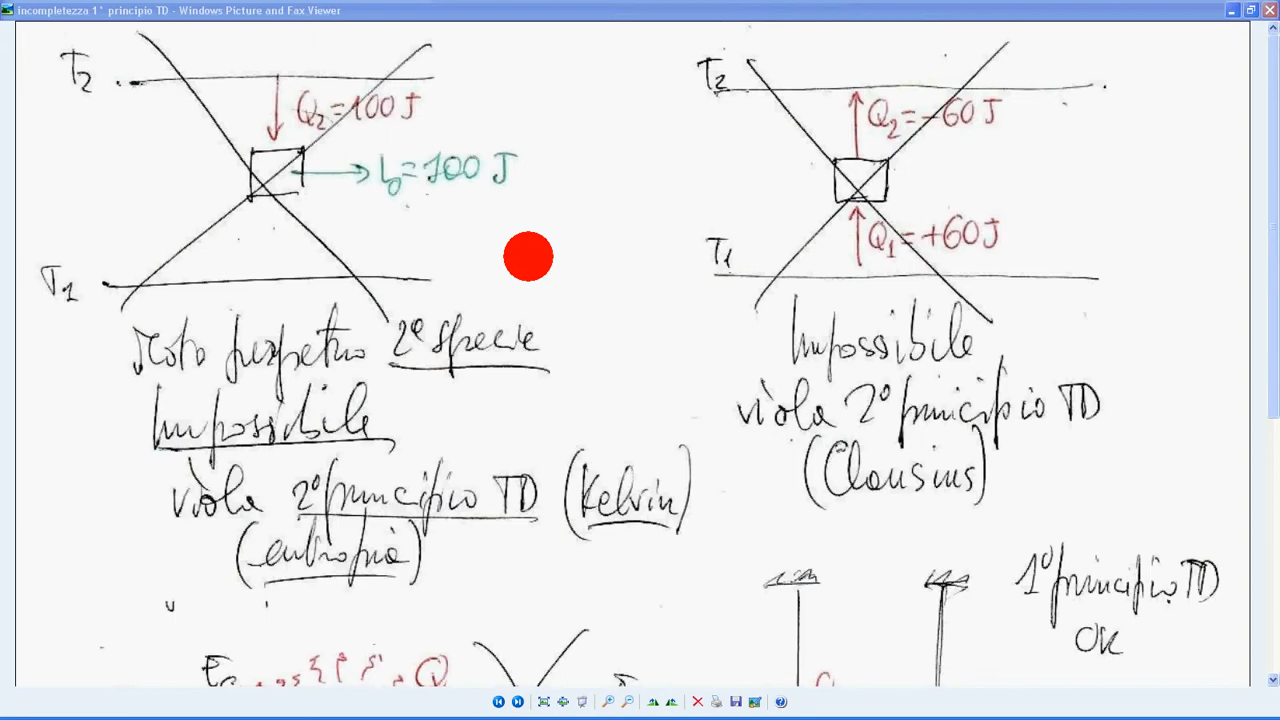 incompletezza 1° principio TD - Windows Picture and Fax Viewer
T2
Q2=100 J
L=100 J
T1
Moto perpetuo 2° specie
Impossibile
viola 2° principio TD (Kelvin)
(entropia)
T2
Q2=-60 J
Q1=+60 J
T1
Impossibile
viola 2° principio TD
(Clausius)
1° principio TD
OK
Q